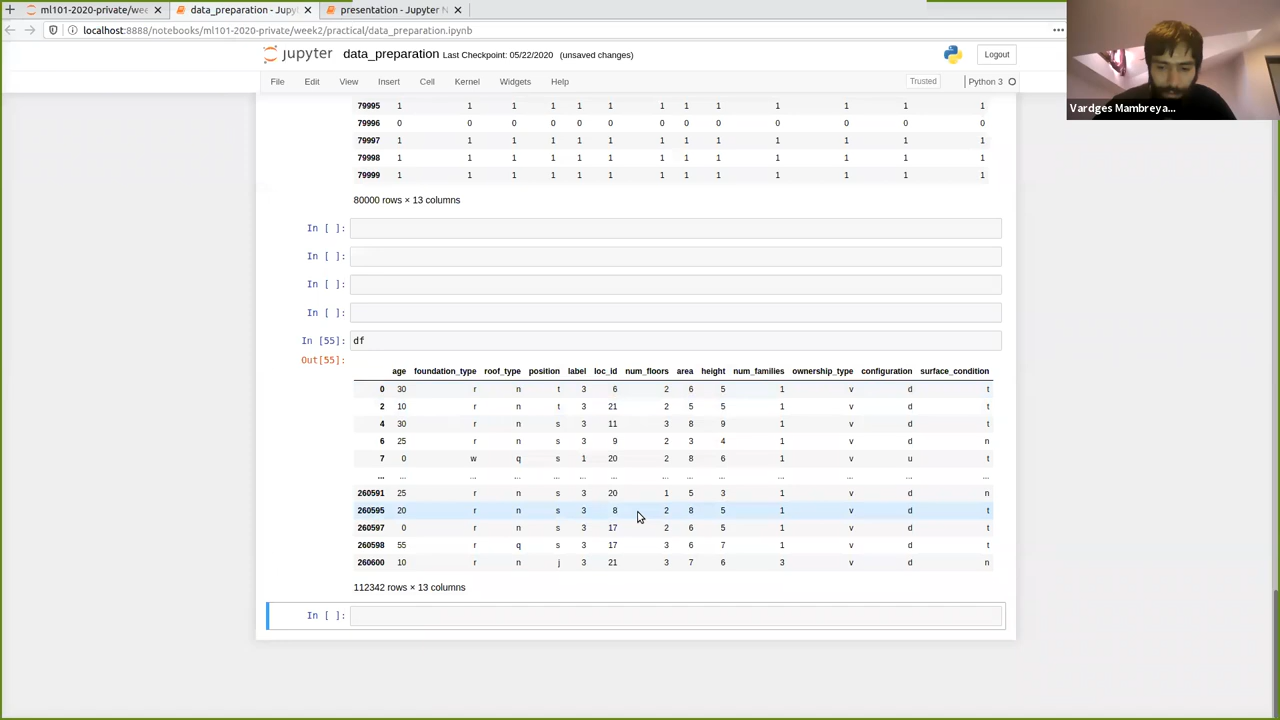 ml101-2020-private/wee
data_preparation - Jupy
presentation - Jupyter N
localhost:8888/notebooks/ml101-2020-private/week2/practical/data_preparation.ipynb
jupyter data_preparation Last Checkpoint: 05/22/2020 (unsaved changes)
Logout
File Edit View Insert Cell Kernel Widgets Help
Trusted
Python 3
Vardges Mambreya...
79995 1 1 1 1 1 1 1 1 1 1 1 1 1
79996 0 0 0 0 0 0 0 0 0 0 0
79997 1 1 1 1 1 1 1 1 1 1 1 1 1
79998 1 1 1 1 1 1 1 1 1 1 1 1 1
79999 1 1 1 1 1 1 1 1 1 1 1 1 1
80000 rows × 13 columns
In [ ]:
In [ ]:
In [ ]:
In [ ]:
In [55]: df
Out[55]:
age foundation_type roof_type position label loc_id num_floors area height num_families ownership_type configuration surface_condition
0 30 r n t 3 6 2 6 5 1 v d t
2 10 r n t 3 21 2 5 5 1 v d t
4 30 r n s 3 11 3 8 9 1 v d t
6 25 r n s 3 9 2 3 4 1 v d n
7 0 w q s 1 20 2 8 6 1 v u t
... ... ... ... ... ... ... ... ... ... ... ... ... ...
260591 25 r n s 3 20 1 5 3 1 v d n
260595 20 r n s 3 8 2 8 5 1 v d t
260597 0 r n s 3 17 2 6 5 1 v d t
260598 55 r q s 3 17 3 6 7 1 v d t
260600 10 r n j 3 21 3 7 6 3 v d n
112342 rows × 13 columns
In [ ]: